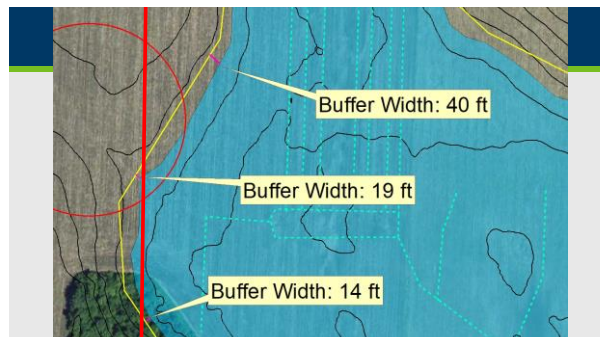 Buffer Width: 40 ft
Buffer Width: 19 ft
Buffer Width: 14 ft